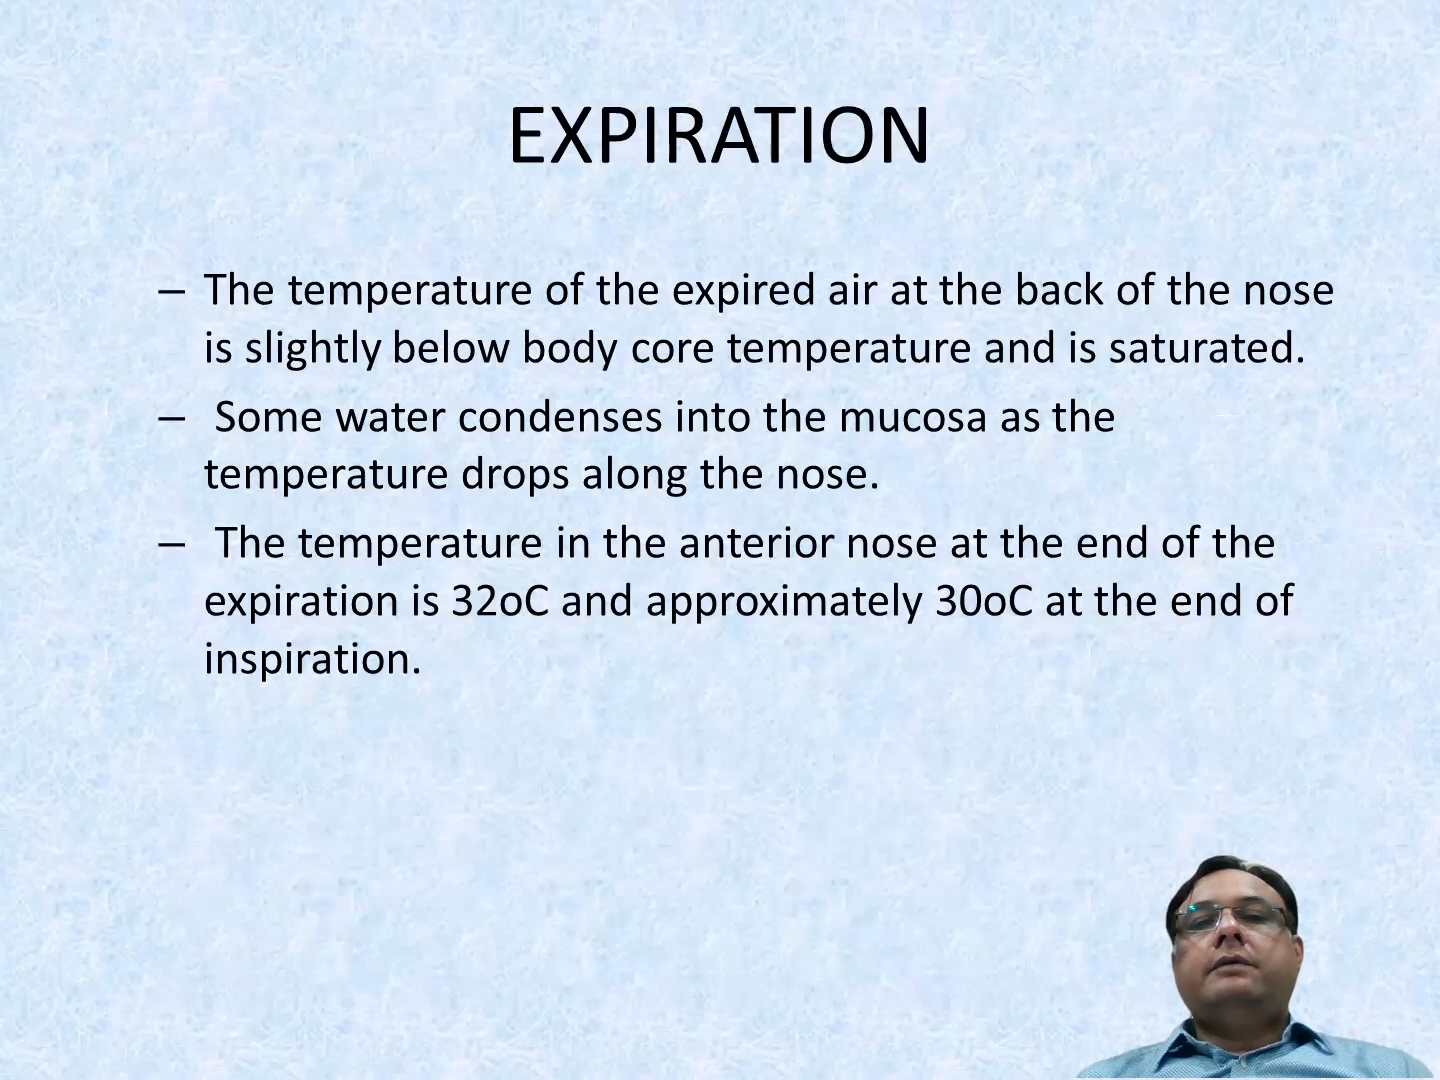 EXPIRATION
– The temperature of the expired air at the back of the nose
is slightly below body core temperature and is saturated.
– Some water condenses into the mucosa as the
temperature drops along the nose.
– The temperature in the anterior nose at the end of the
expiration is 32oC and approximately 30oC at the end of
inspiration.